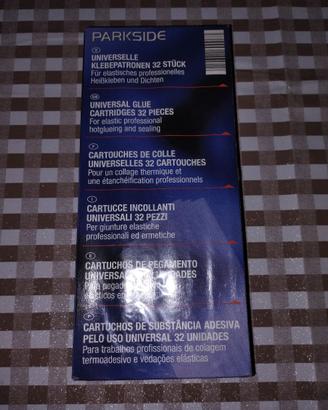 PARKSIDE
D
UNIVERSELLE
KLEBEPATRONEN 32 STÜCK
Für elastisches professionelles
Heißkleben und Dichten
GB
UNIVERSAL GLUE
CARTRIDGES 32 PIECES
For elastic professional
hotglueing and sealing
F
CARTOUCHES DE COLLE
UNIVERSELLES 32 CARTOUCHES
Pour un collage thermique et
une étanchéification professionnels
I
CARTUCCE INCOLLANTI
UNIVERSALI 32 PEZZI
Per giunture elastiche
professionali ed ermetiche
E
CARTUCHOS DE PEGAMENTO
P
CARTUCHOS DE SUBSTÂNCIA ADESIVA
PELO USO UNIVERSAL 32 UNIDADES
Para trabalhos profissionais de colagem
termoadesivo e vedações elásticas